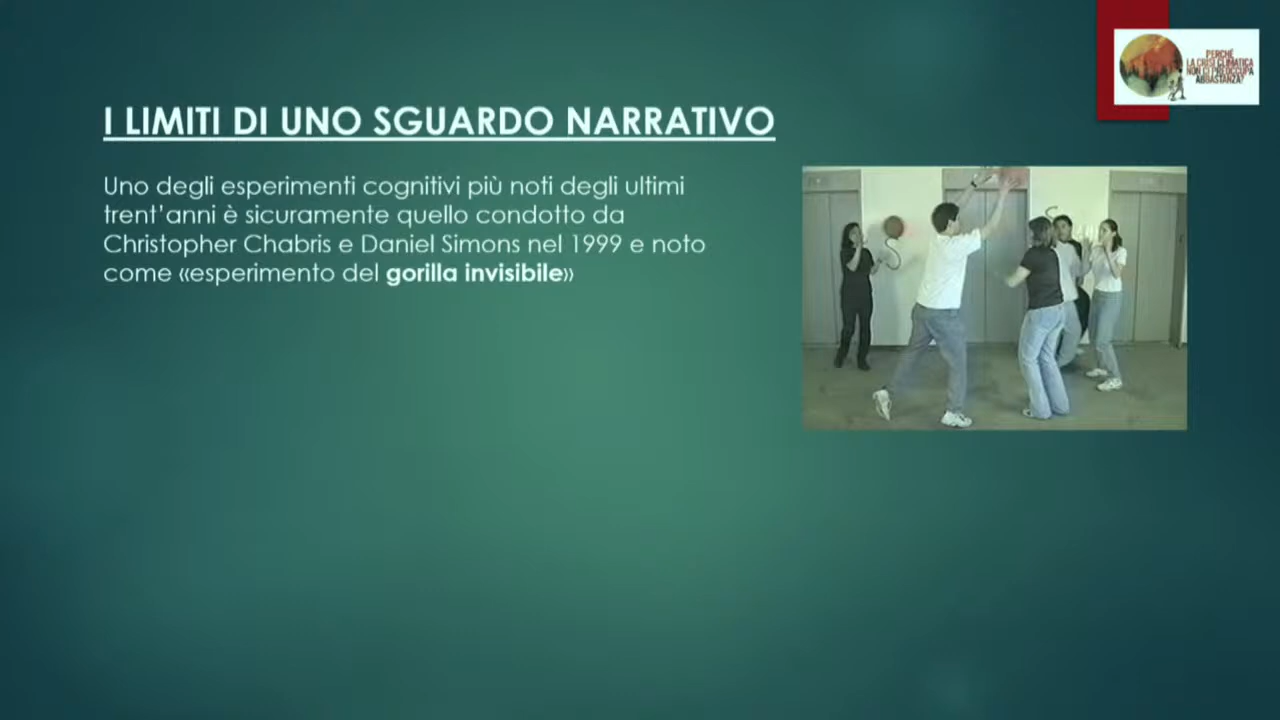 PERCHÉ
LA CRISI CLIMATICA
NON CI PREOCCUPA
ABBASTANZA?
I LIMITI DI UNO SGUARDO NARRATIVO
Uno degli esperimenti cognitivi più noti degli ultimi
trent’anni è sicuramente quello condotto da
Christopher Chabris e Daniel Simons nel 1999 e noto
come «esperimento del gorilla invisibile»